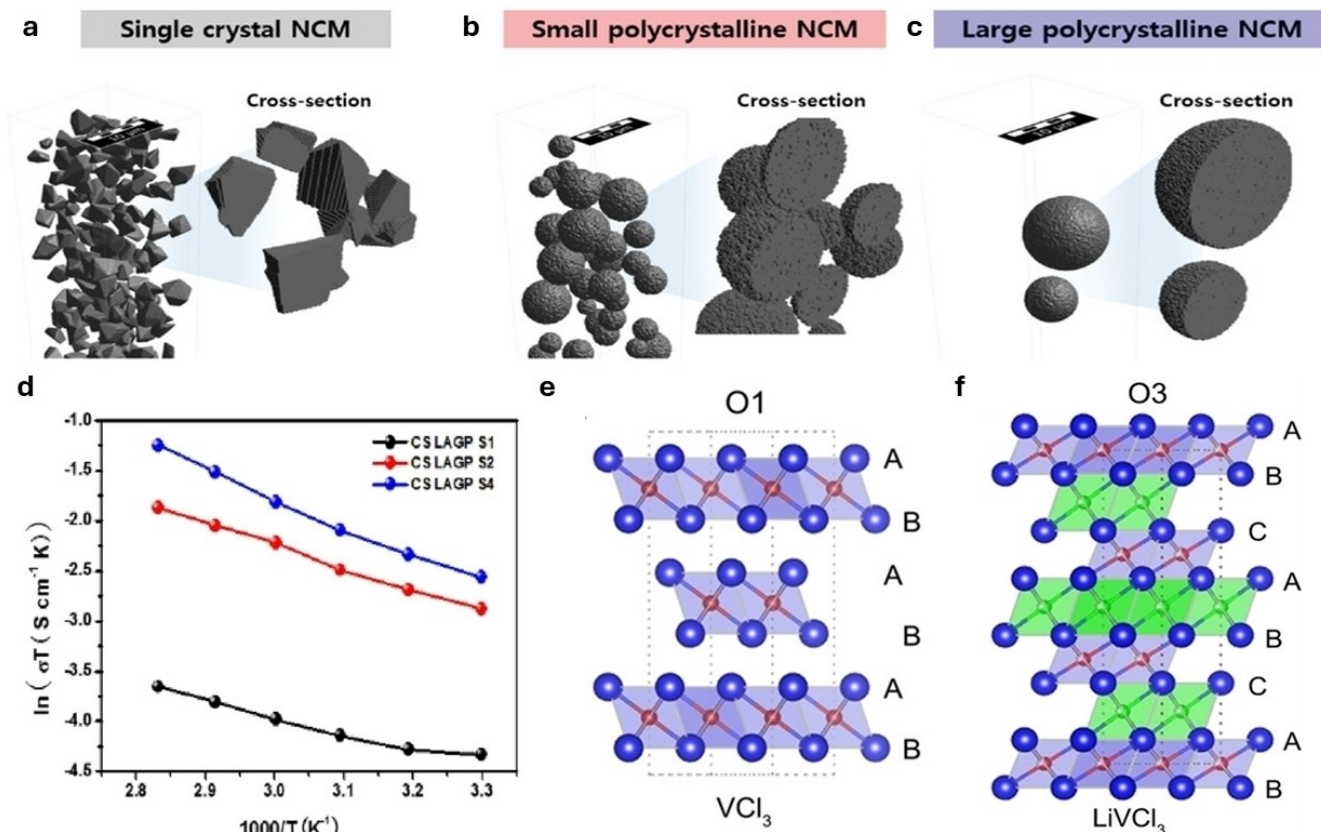 a
Single crystal NCM
b
Small polycrystalline NCM
c
Large polycrystalline NCM
Cross-section
Cross-section
Cross-section
10 μm
10 μm
10 μm
d
ln ( σT ( S cm⁻¹ K)
-1.0
-1.5
-2.0
-2.5
-3.0
-3.5
-4.0
-4.5
CS LAGP S1
CS LAGP S2
CS LAGP S4
2.8
2.9
3.0
3.1
3.2
3.3
1000/T(K⁻¹)
e
O1
A
B
A
B
A
B
VCl₃
f
O3
A
B
C
A
B
C
A
B
LiVCl₃